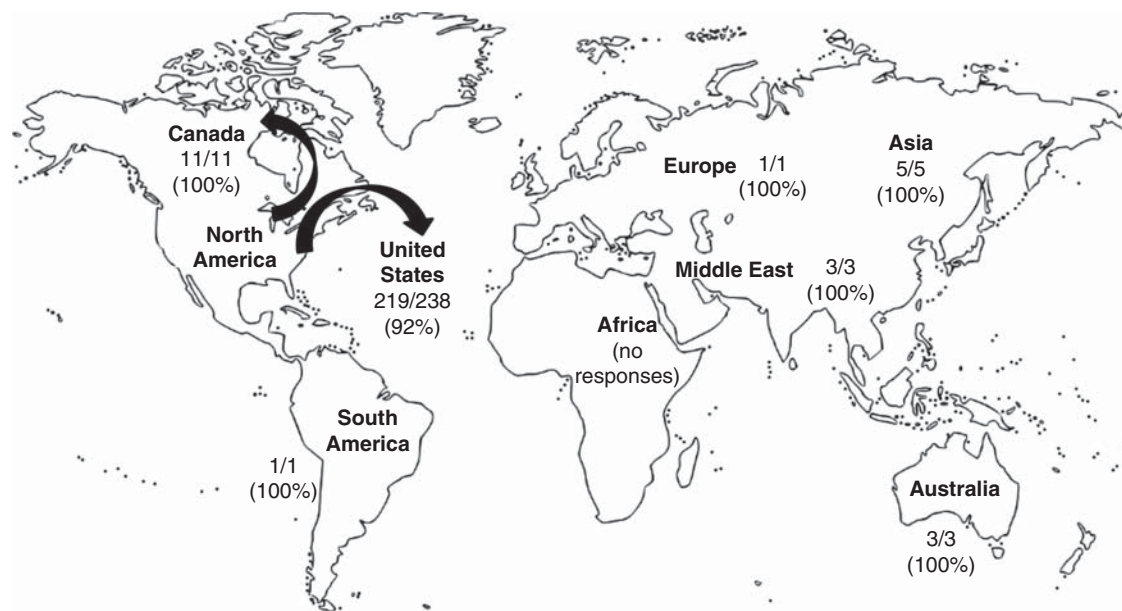 Canada
11/11
(100%)
North
America
United
States
219/238
(92%)
South
America
1/1
(100%)
Europe
1/1
(100%)
Asia
5/5
(100%)
Middle East
3/3
(100%)
Africa
(no
responses)
Australia
3/3
(100%)